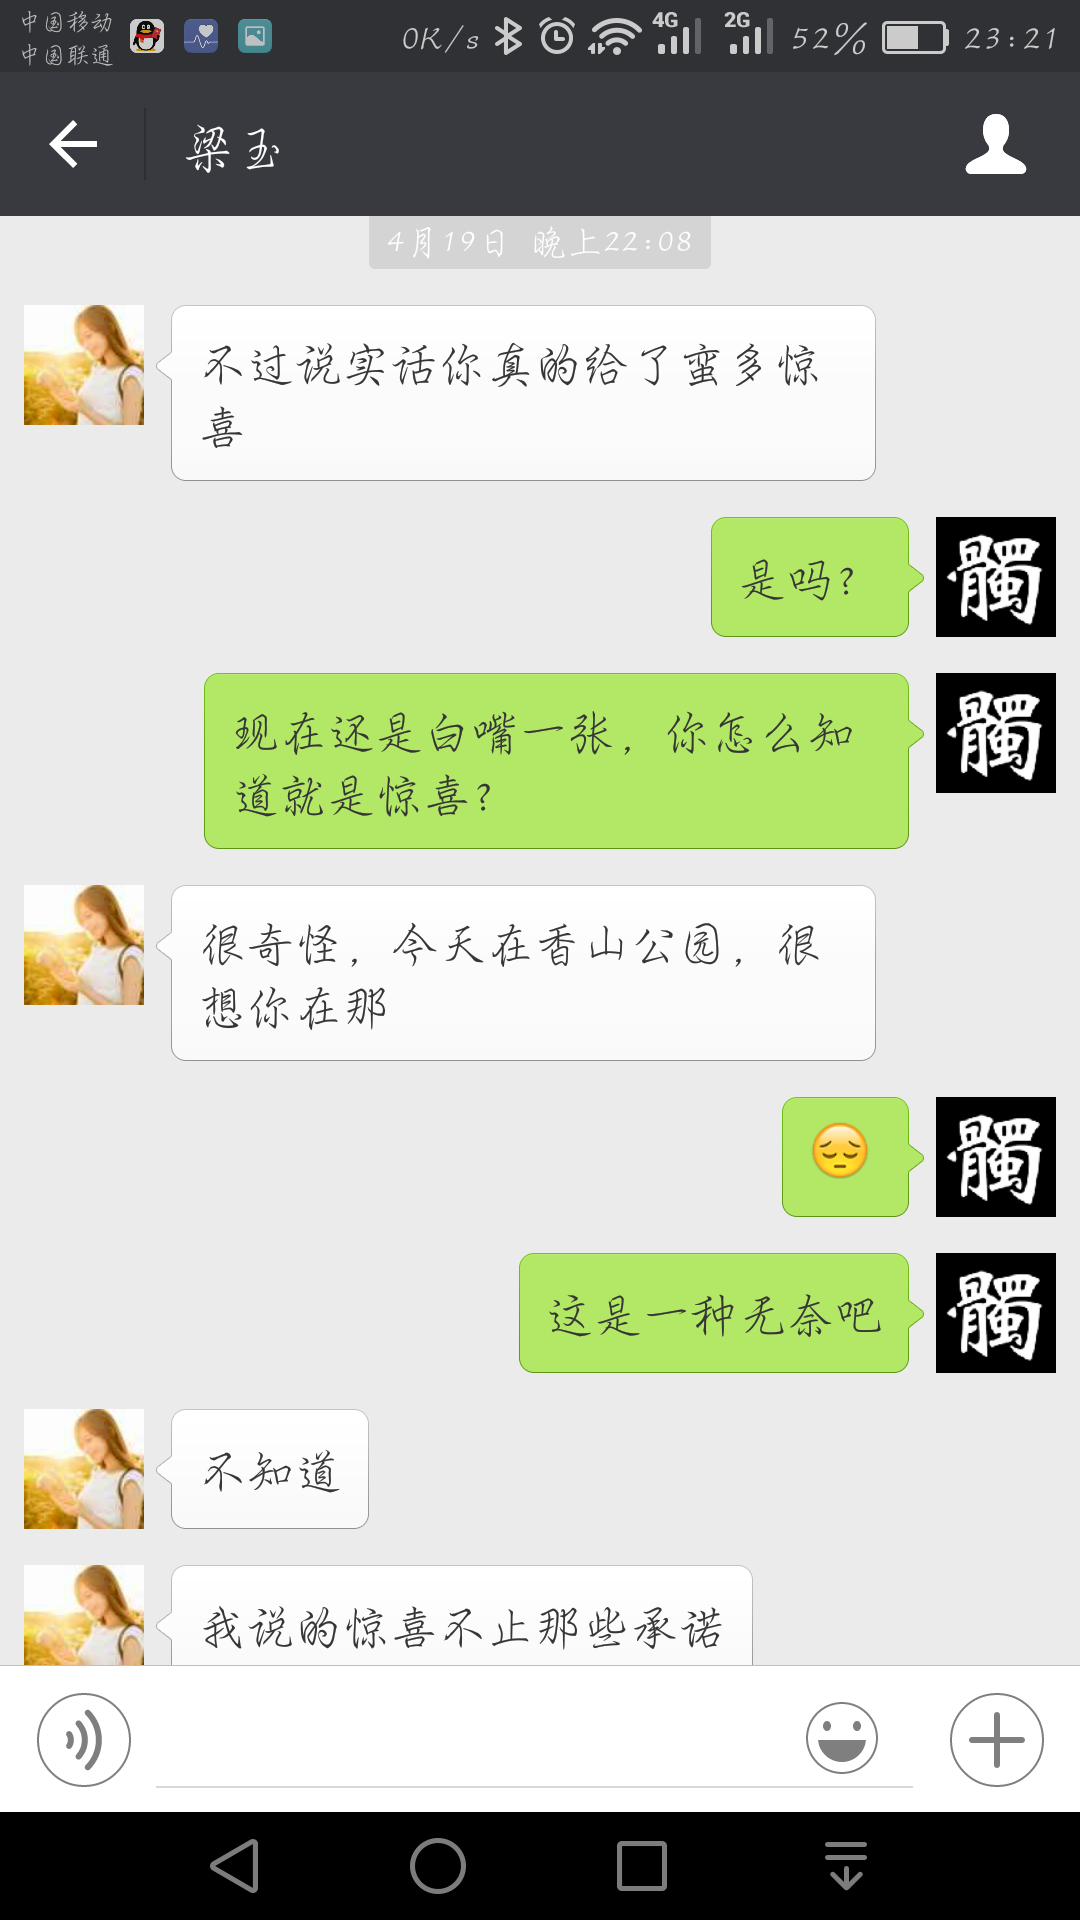 中国移动
中国联通
0K/s 4G 2G 52% 23:21
梁玉
4月19日 晚上22:08
不过说实话你真的给了蛮多惊
喜
是吗?
髑
现在还是白嘴一张,你怎么知
道就是惊喜?
髑
很奇怪,今天在香山公园,很
想你在那
髑
这是一种无奈吧
髑
不知道
我说的惊喜不止那些承诺